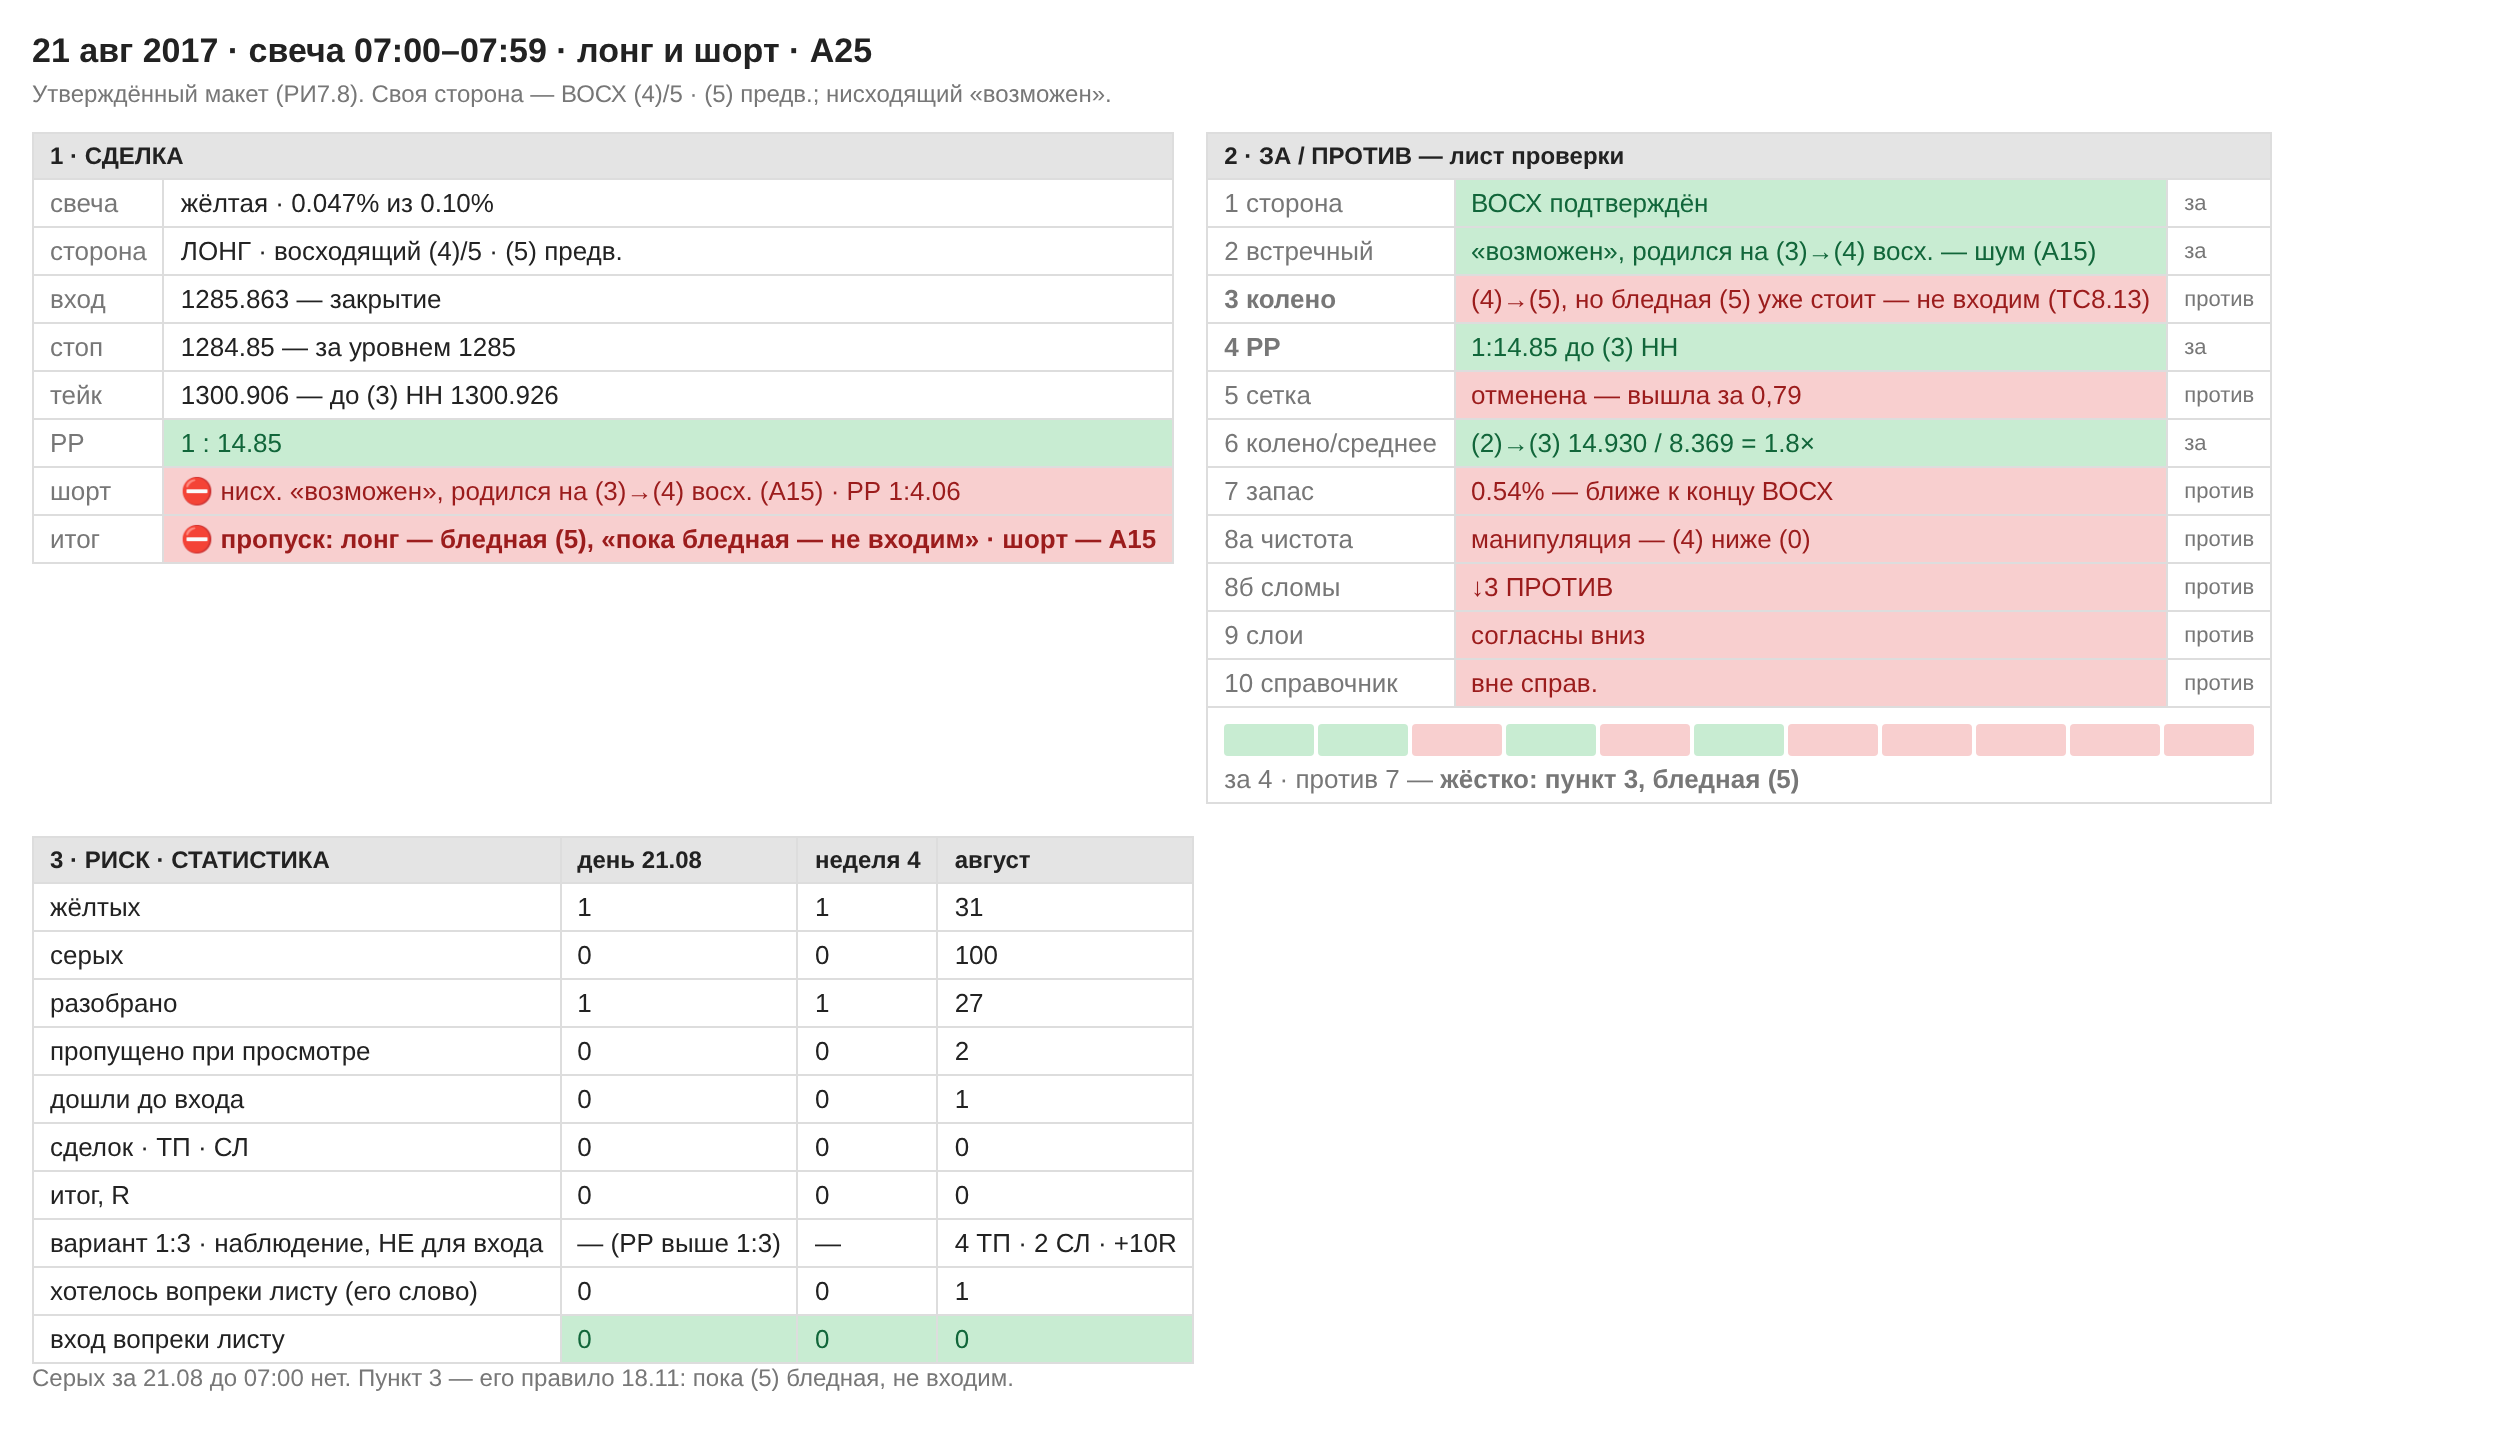 21 авг 2017 · свеча 07:00–07:59 · лонг и шорт · А25
Утверждённый макет (РИ7.8). Своя сторона — ВОСХ (4)/5 · (5) предв.; нисходящий «возможен».
1 · СДЕЛКА
свеча жёлтая · 0.047% из 0.10%
сторона ЛОНГ · восходящий (4)/5 · (5) предв.
вход 1285.863 — закрытие
стоп 1284.85 — за уровнем 1285
тейк 1300.906 — до (3) НН 1300.926
РР 1 : 14.85
шорт ⛔ нисх. «возможен», родился на (3)→(4) восх. (А15) · РР 1:4.06
итог ⛔ пропуск: лонг — бледная (5), «пока бледная — не входим» · шорт — А15
2 · ЗА / ПРОТИВ — лист проверки
1 сторона ВОСХ подтверждён за
2 встречный «возможен», родился на (3)→(4) восх. — шум (А15) за
3 колено (4)→(5), но бледная (5) уже стоит — не входим (ТС8.13) против
4 РР 1:14.85 до (3) НН за
5 сетка отменена — вышла за 0,79 против
6 колено/среднее (2)→(3) 14.930 / 8.369 = 1.8× за
7 запас 0.54% — ближе к концу ВОСХ против
8а чистота манипуляция — (4) ниже (0) против
8б сломы ↓3 ПРОТИВ против
9 слои согласны вниз против
10 справочник вне справ. против
за 4 · против 7 — жёстко: пункт 3, бледная (5)
3 · РИСК · СТАТИСТИКА день 21.08 неделя 4 август
жёлтых 1 1 31
серых 0 0 100
разобрано 1 1 27
пропущено при просмотре 0 0 2
дошли до входа 0 0 1
сделок · ТП · СЛ 0 0 0
итог, R 0 0 0
вариант 1:3 · наблюдение, НЕ для входа — (РР выше 1:3) — 4 ТП · 2 СЛ · +10R
хотелось вопреки листу (его слово) 0 0 1
вход вопреки листу 0 0 0
Серых за 21.08 до 07:00 нет. Пункт 3 — его правило 18.11: пока (5) бледная, не входим.